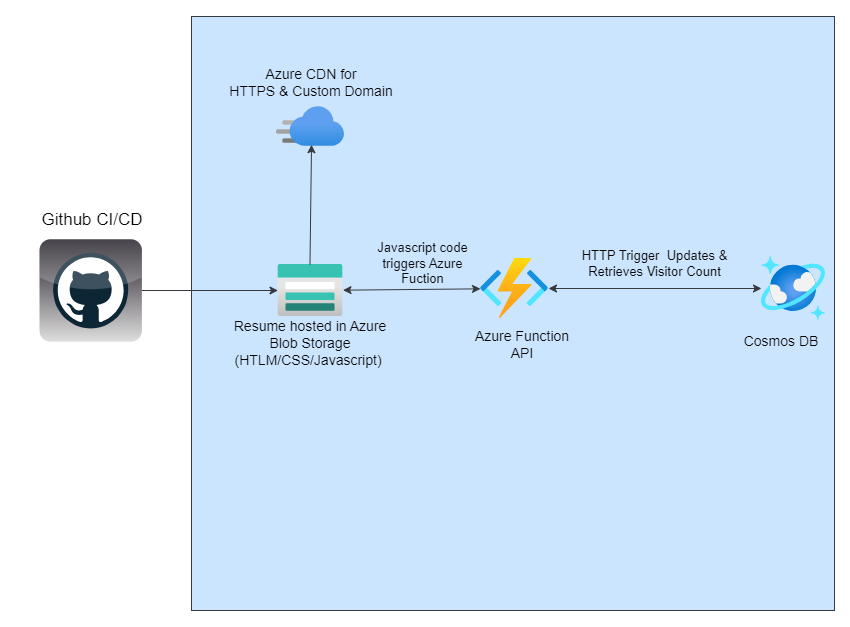 Azure CDN for
HTTPS & Custom Domain
Github CI/CD
Javascript code
triggers Azure
Fuction
HTTP Trigger Updates &
Retrieves Visitor Count
Resume hosted in Azure
Blob Storage
(HTLM/CSS/Javascript)
Azure Function
API
Cosmos DB